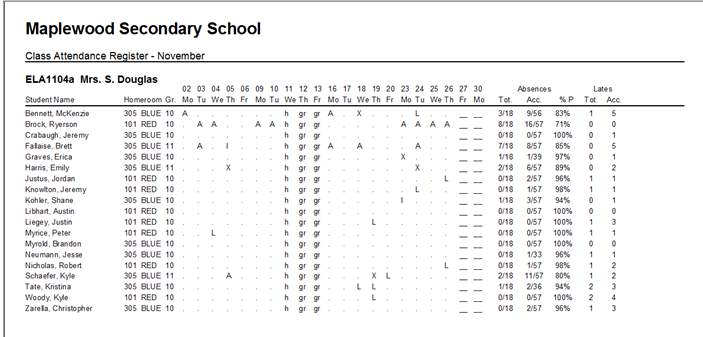 Maplewood Secondary School
Class Attendance Register - November
ELA1104a Mrs. S. Douglas
02 03 04 05 06 09 10 11 12 13 16 17 18 19 20 23 24 25 26 27 30 Absences Lates
Student Name Homeroom Gr. Mo Tu We Th Fr Mo Tu We Th Fr Mo Tu We Th Fr Mo Tu We Th Fr Mo Tot. Acc. % P Tot. Acc.
Bennett, McKenzie 305 BLUE 10 A . . . . . . h gr gr A . X . . . L . . __ __ 3/18 9/56 83% 1 5
Brock, Ryerson 101 RED 10 . A A . . A A h gr gr . . . . . A A A A __ __ 8/18 16/57 71% 0 0
Crabaugh, Jeremy 305 BLUE 10 . . . . . . . h gr gr . . . . . . . . . __ __ 0/18 0/57 100% 0 1
Fallaise, Brett 305 BLUE 11 . A . I . . . h gr gr A . A . . . A . . __ __ 7/18 8/57 85% 0 5
Graves, Erica 305 BLUE 10 . . . . . . . h gr gr . . . . . X . . . __ __ 1/18 1/39 97% 0 1
Harris, Emily 305 BLUE 11 . . . X . . . h gr gr . . . . . . X . . __ __ 2/18 6/57 89% 0 2
Justus, Jordan 101 RED 10 . . . . . . . h gr gr . . . . . . . . L __ __ 0/18 2/57 96% 1 1
Knowlton, Jeremy 305 BLUE 10 . . . . . . . h gr gr . . . . . . L . . __ __ 0/18 1/57 98% 1 1
Kohler, Shane 305 BLUE 10 . . . . . . . h gr gr . . . . . I . . . __ __ 1/18 3/57 94% 0 1
Libhart, Austin 101 RED 10 . . . . . . . h gr gr . . . . . . . . . __ __ 0/18 0/57 100% 0 0
Liegey, Justin 101 RED 10 . . . . . . . h gr gr . . . L . . . . . __ __ 0/18 0/57 100% 1 3
Myrice, Peter 101 RED 10 . . L . . . . h gr gr . . . . . . . . . __ __ 0/18 0/57 100% 1 1
Myrold, Brandon 305 BLUE 10 . . . . . . . h gr gr . . . . . . . . . __ __ 0/18 0/57 100% 0 0
Neumann, Jesse 305 BLUE 10 . . . . . . . h gr gr . . . . . . . . . __ __ 0/18 1/33 96% 1 1
Nicholas, Robert 101 RED 10 . . . . . . . h gr gr . . . . . . . . L __ __ 0/18 1/57 98% 1 2
Schaefer, Kyle 305 BLUE 11 . . . A . . . h gr gr . . . X L . . . . __ __ 2/18 11/57 80% 1 2
Tate, Kristina 305 BLUE 10 . . . . . . . h gr gr . . L L . . . . . __ __ 1/18 2/36 94% 2 3
Woody, Kyle 101 RED 10 . . . . . . . h gr gr . . . L . . . . . __ __ 0/18 0/57 100% 2 4
Zarella, Christopher 305 BLUE 10 . . . . . . . h gr gr . . . . . . . . . __ __ 0/18 2/57 96% 1 3